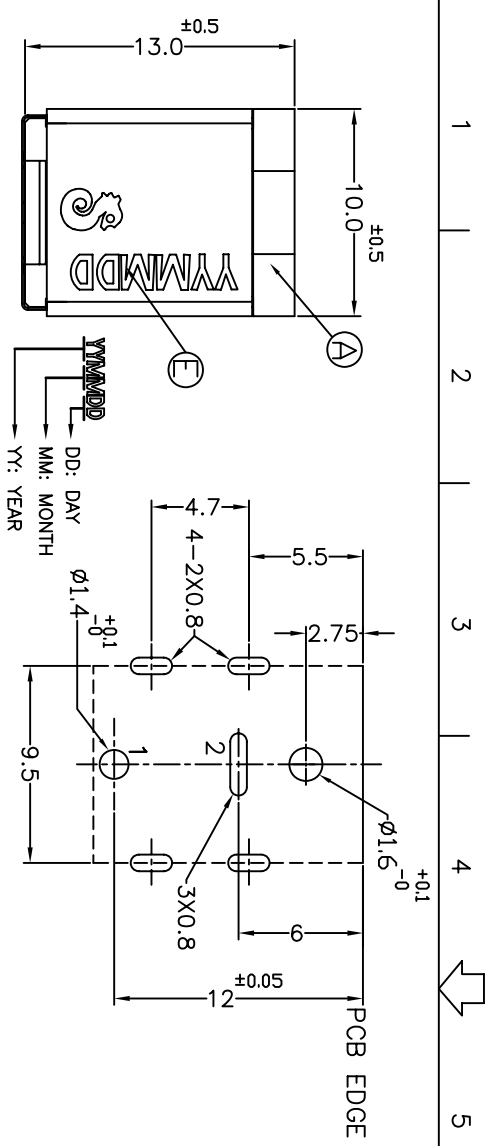 1
2
3
4
5
13.0 ±0.5
10.0 ±0.5
A
YYMMDD
E
YYMMDD
DD: DAY
MM: MONTH
YY: YEAR
4.7
5.5
2.75
4-2X0.8
Ø1.4 +0.1 -0
1
2
Ø1.6 +0.1 -0
3X0.8
9.5
6
12 ±0.05
PCB EDGE